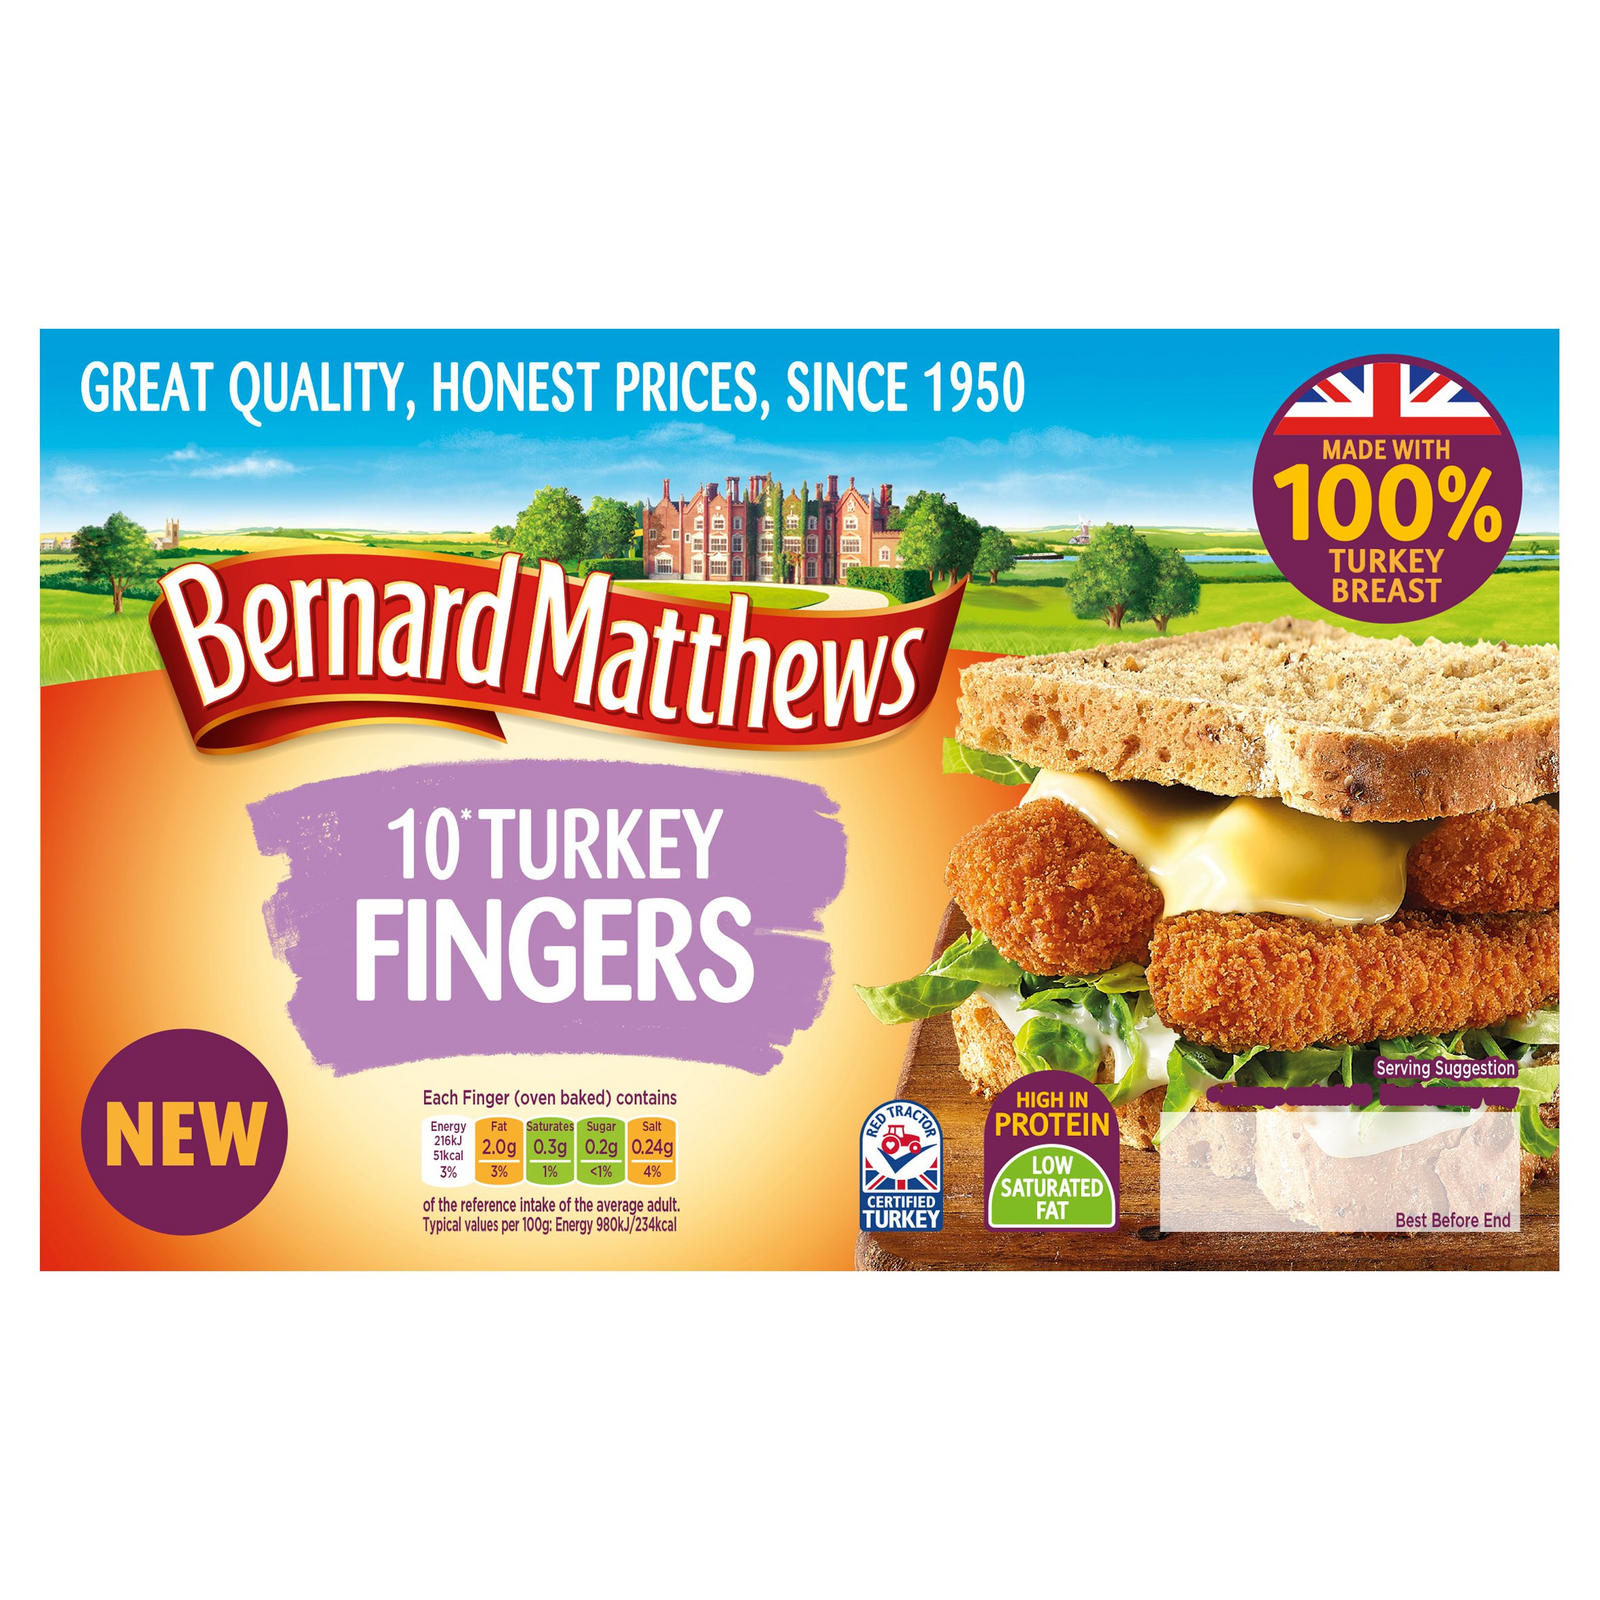 GREAT QUALITY, HONEST PRICES, SINCE 1950
MADE WITH
100%
TURKEY
BREAST
Bernard Matthews
10* TURKEY
FINGERS
NEW
Each Finger (oven baked) contains
Energy
216kJ
51kcal
3%
Fat
2.0g
3%
Saturates
0.3g
1%
Sugar
0.2g
<1%
Salt
0.24g
4%
of the reference intake of the average adult.
Typical values per 100g: Energy 980kJ/234kcal
RED TRACTOR
CERTIFIED
TURKEY
HIGH IN
PROTEIN
LOW
SATURATED
FAT
Serving Suggestion
Best Before End